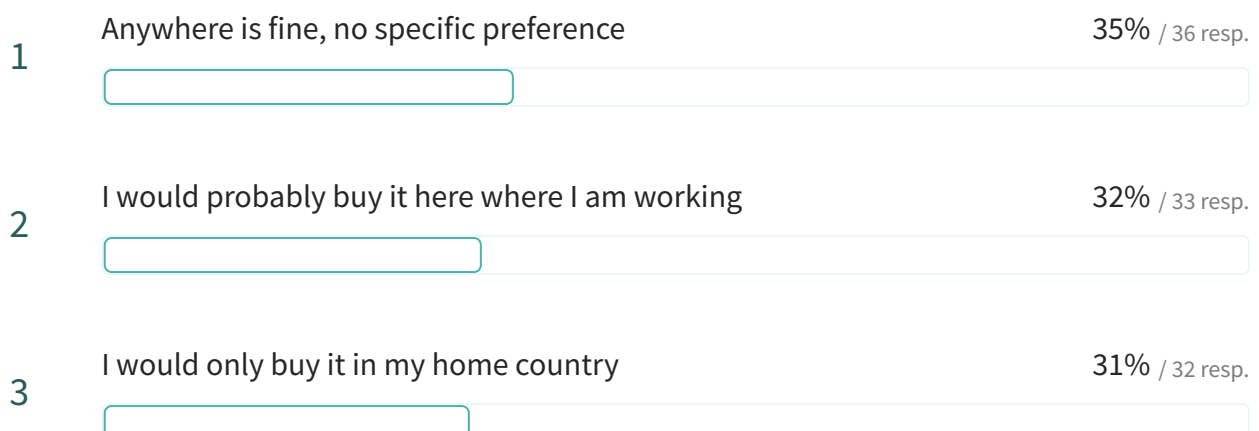 1 Anywhere is fine, no specific preference 35% / 36 resp.
2 I would probably buy it here where I am working 32% / 33 resp.
3 I would only buy it in my home country 31% / 32 resp.